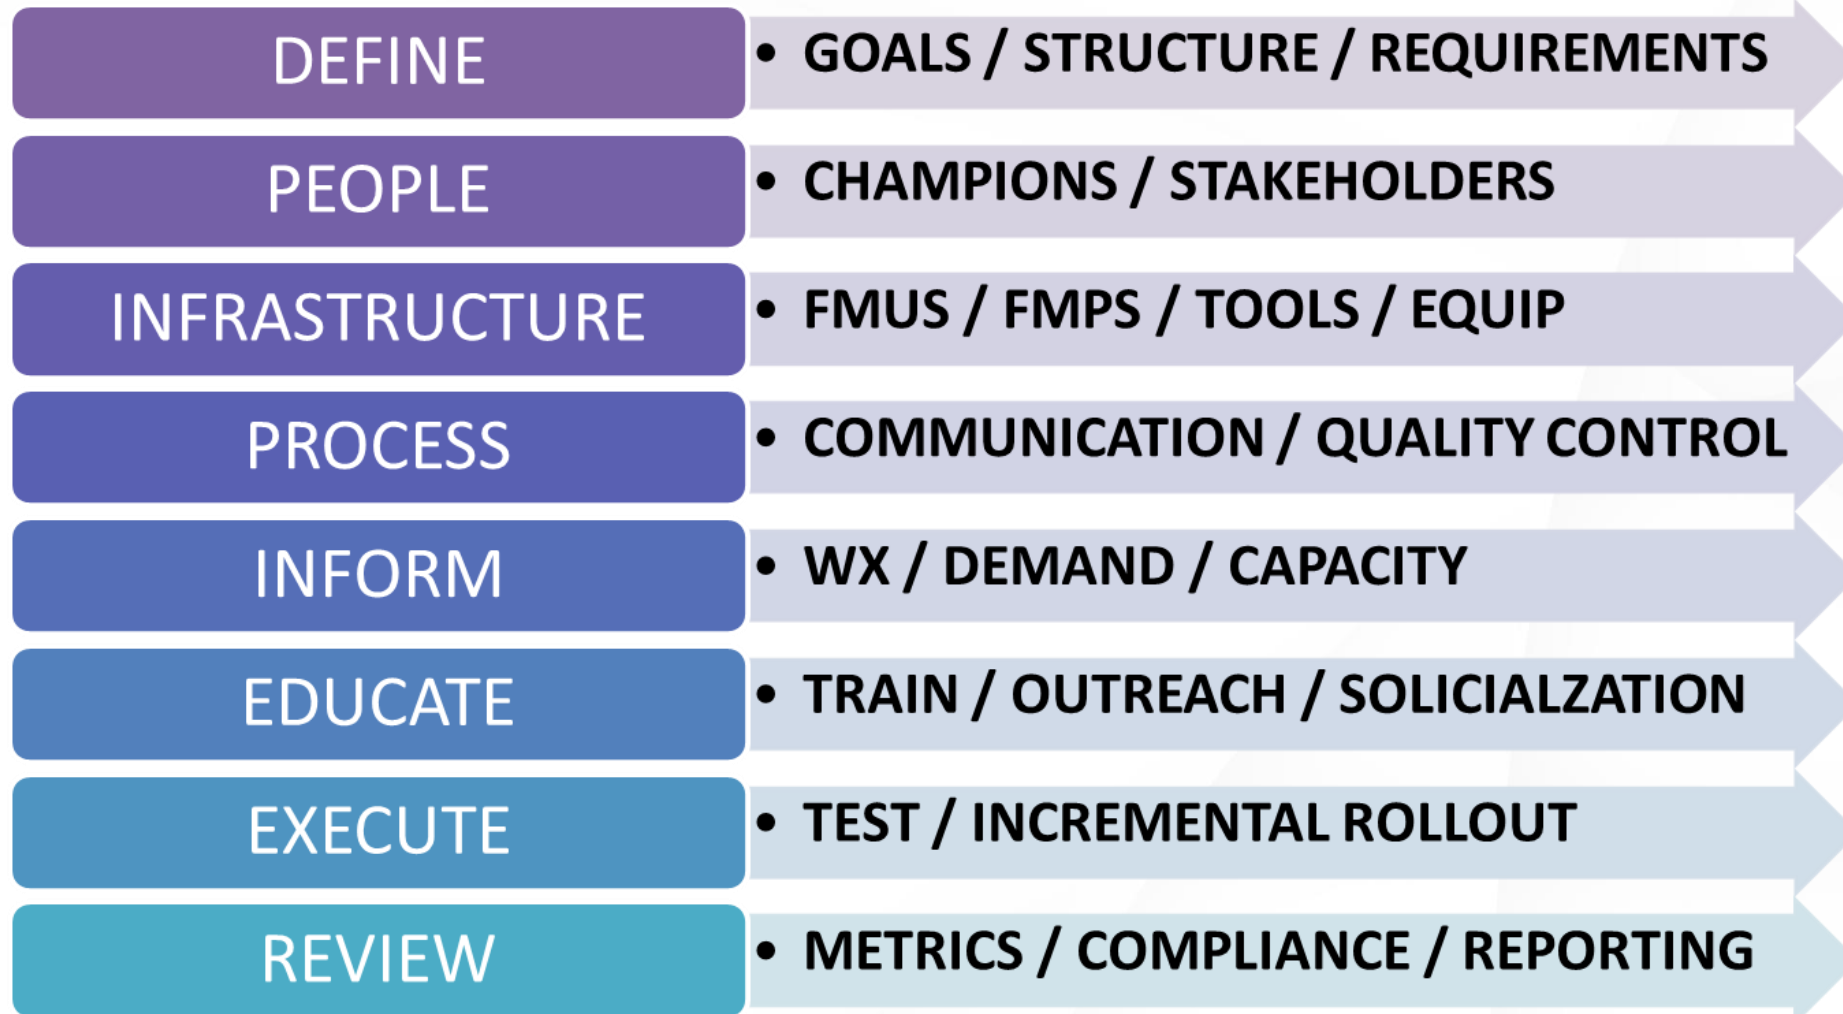 DEFINE
• GOALS / STRUCTURE / REQUIREMENTS
PEOPLE
• CHAMPIONS / STAKEHOLDERS
INFRASTRUCTURE
• FMUS / FMPS / TOOLS / EQUIP
PROCESS
• COMMUNICATION / QUALITY CONTROL
INFORM
• WX / DEMAND / CAPACITY
EDUCATE
• TRAIN / OUTREACH / SOLICIALZATION
EXECUTE
• TEST / INCREMENTAL ROLLOUT
REVIEW
• METRICS / COMPLIANCE / REPORTING